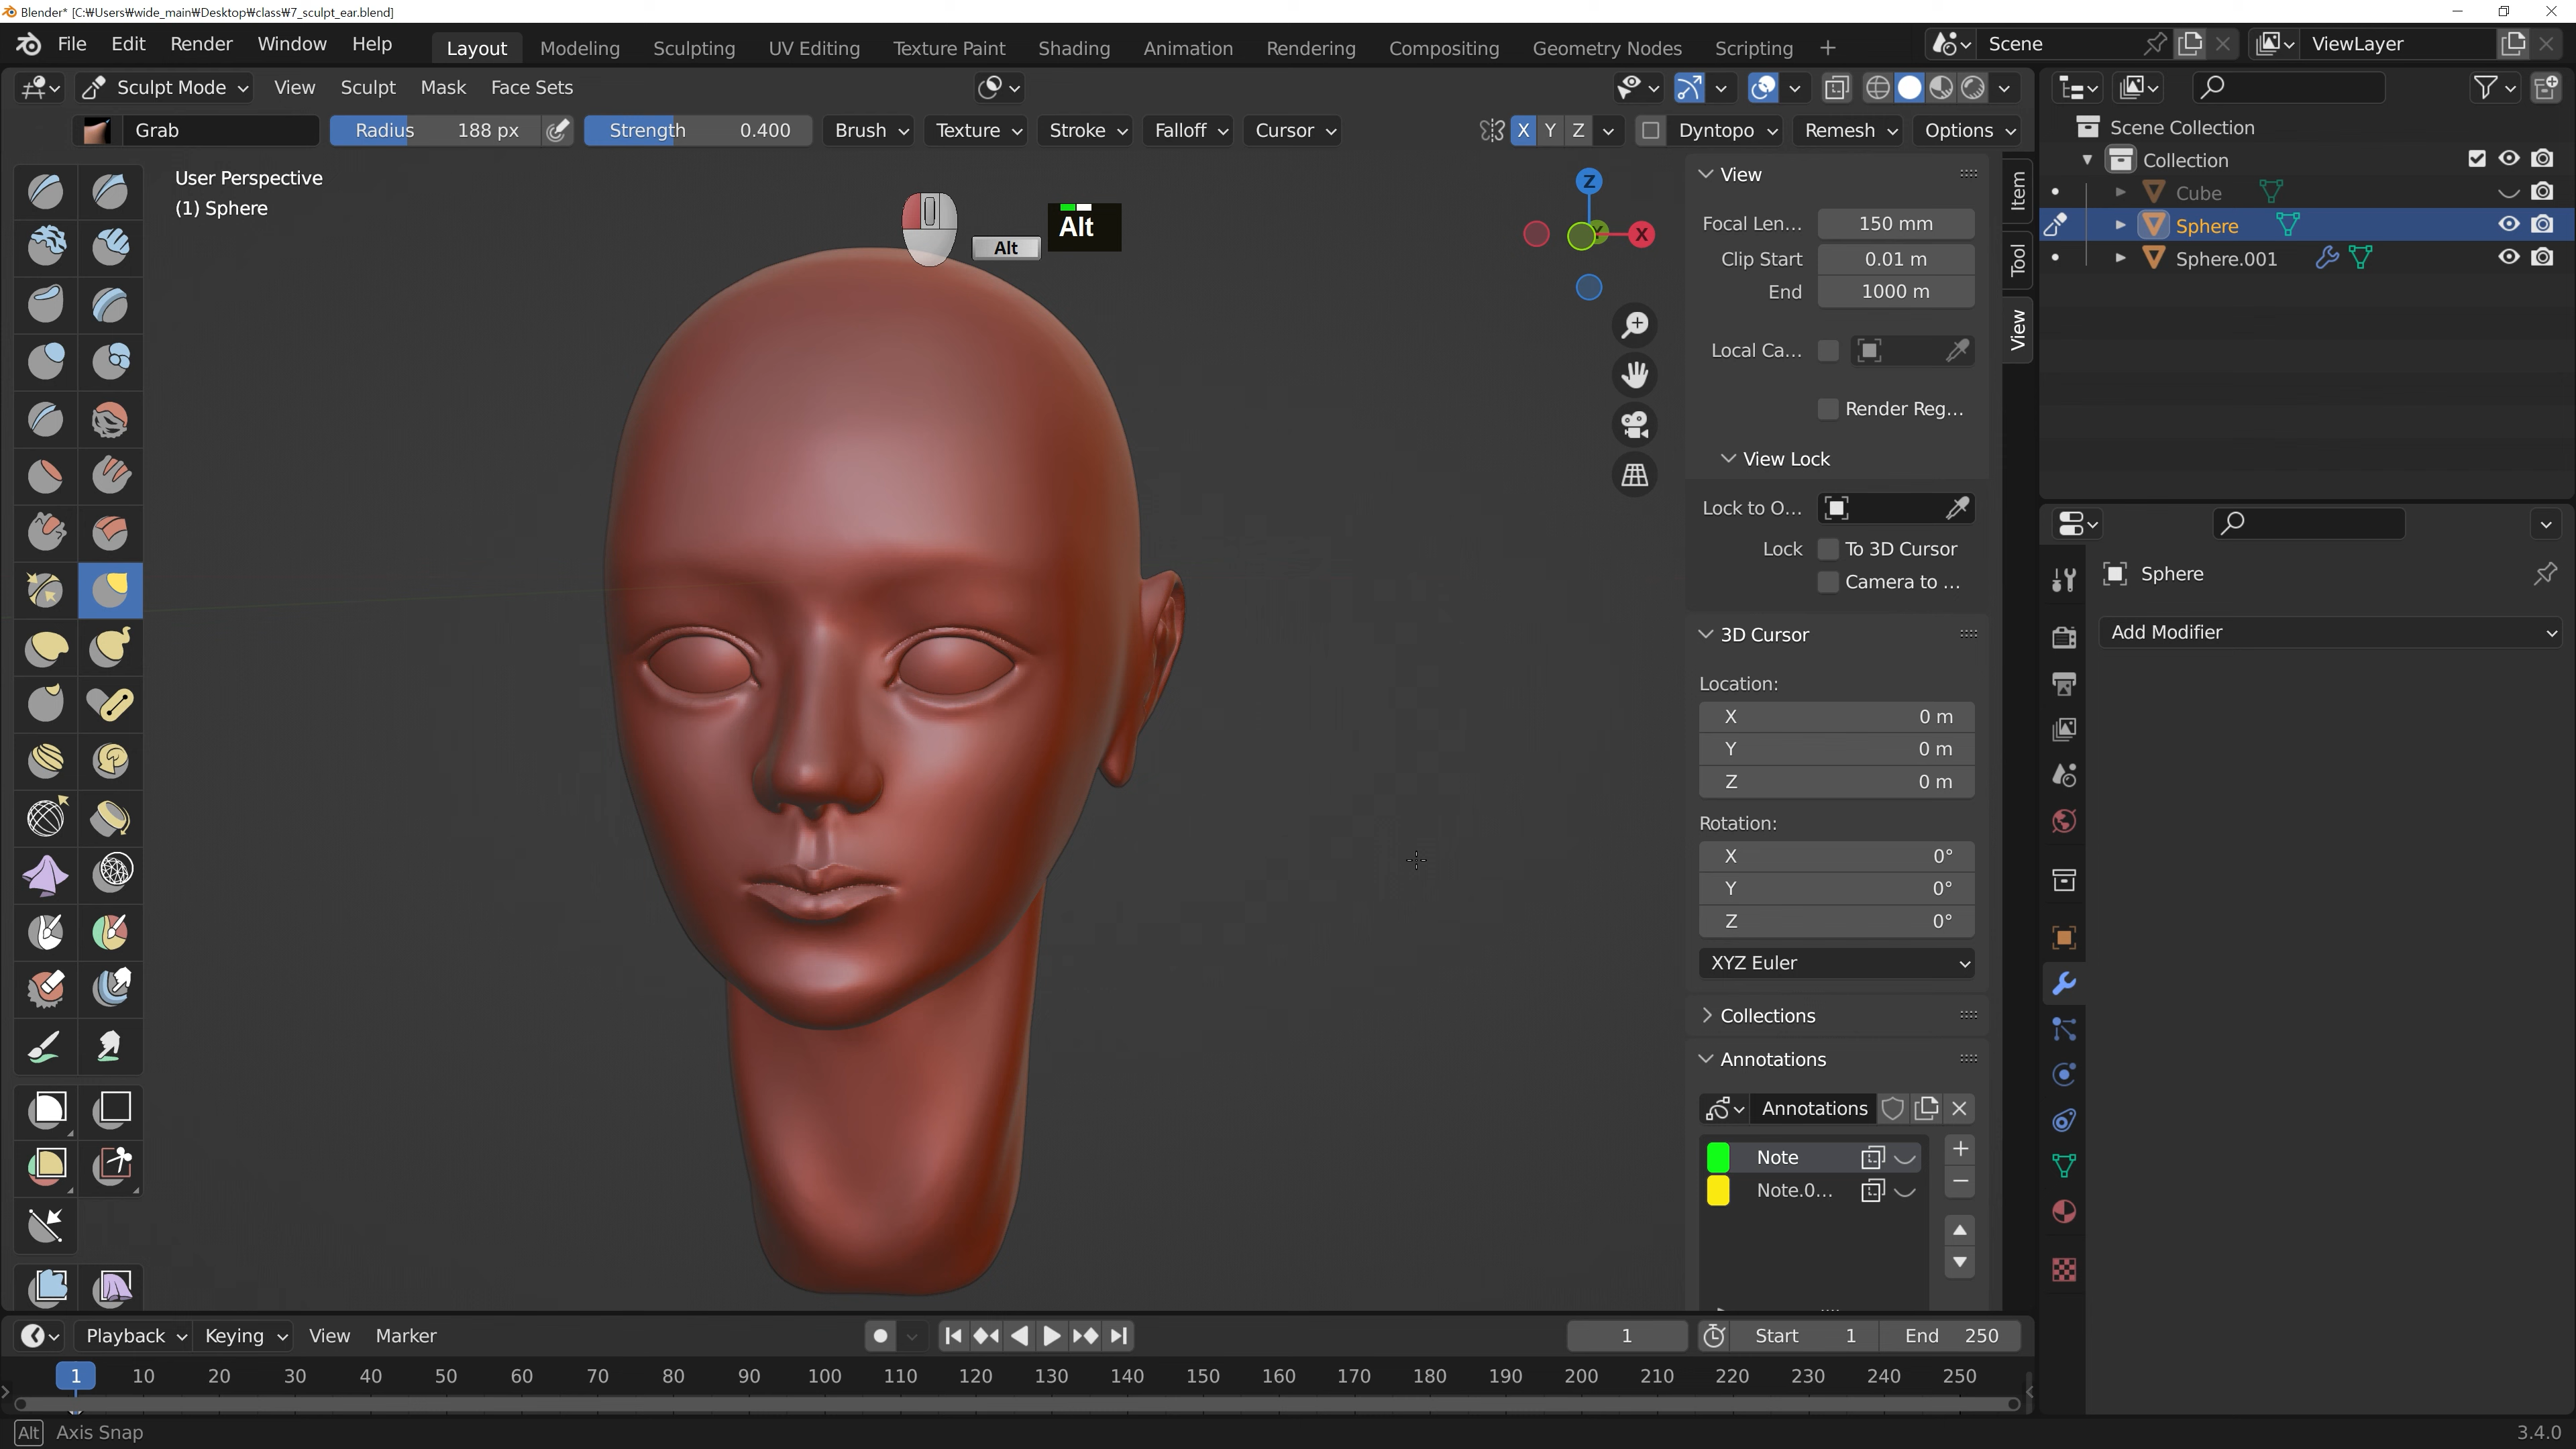 Blender* [C:₩Users₩wide_main₩Desktop₩class₩7_sculpt_ear.blend]
File Edit Render Window Help Layout Modeling Sculpting UV Editing Texture Paint Shading Animation Rendering Compositing Geometry Nodes Scripting + Scene ViewLayer
Sculpt Mode View Sculpt Mask Face Sets
Grab Radius 188 px Strength 0.400 Brush Texture Stroke Falloff Cursor X Y Z Dyntopo Remesh Options
User Perspective
(1) Sphere
Alt
Alt
Z
X
Y
View
Focal Len... 150 mm
Clip Start 0.01 m
End 1000 m
Local Ca...
Render Reg...
View Lock
Lock to O...
Lock To 3D Cursor
Camera to ...
3D Cursor
Location:
X 0 m
Y 0 m
Z 0 m
Rotation:
X 0°
Y 0°
Z 0°
XYZ Euler
Collections
Annotations
Annotations
Note
Note.0...
Item
Tool
View
Scene Collection
Collection
Cube
Sphere
Sphere.001
Sphere
Add Modifier
Playback Keying View Marker 1 Start 1 End 250
1 10 20 30 40 50 60 70 80 90 100 110 120 130 140 150 160 170 180 190 200 210 220 230 240 250
Alt Axis Snap
3.4.0